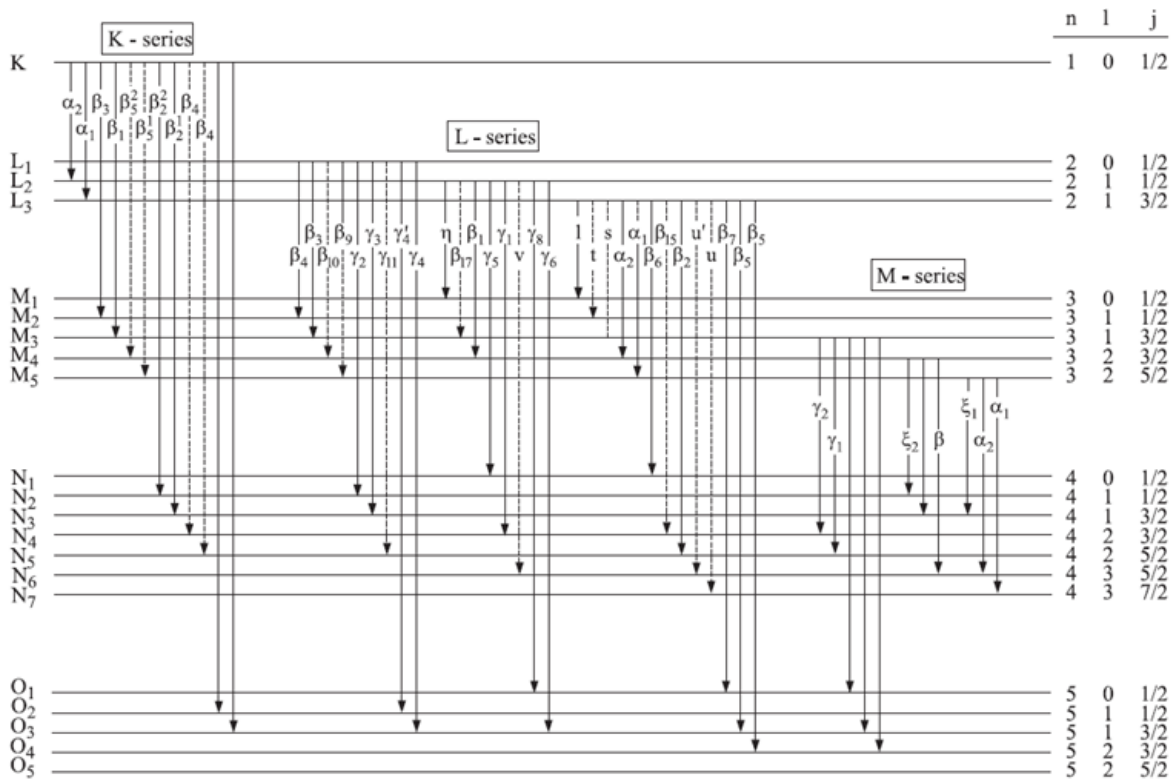 n l j
K - series
K 1 0 1/2
α₂ α₁ β₃ β₁ β₅² β₅¹ β₂² β₂¹ β₄ β₄
L - series
L₁ 2 0 1/2
L₂ 2 1 1/2
L₃ 2 1 3/2
β₄ β₃ β₁₀ β₉ γ₂ γ₃ γ₁₁ γ₄' γ₄ η β₁₇ β₁ γ₅ γ₁ v γ₈ γ₆ l t s α₂ α₁ β₆ β₁₅ β₂ u' u β₇ β₅ β₅
M - series
M₁ 3 0 1/2
M₂ 3 1 1/2
M₃ 3 1 3/2
M₄ 3 2 3/2
M₅ 3 2 5/2
γ₂ γ₁ ξ₂ β ξ₁ α₂ α₁
N₁ 4 0 1/2
N₂ 4 1 1/2
N₃ 4 1 3/2
N₄ 4 2 3/2
N₅ 4 2 5/2
N₆ 4 3 5/2
N₇ 4 3 7/2
O₁ 5 0 1/2
O₂ 5 1 1/2
O₃ 5 1 3/2
O₄ 5 2 3/2
O₅ 5 2 5/2